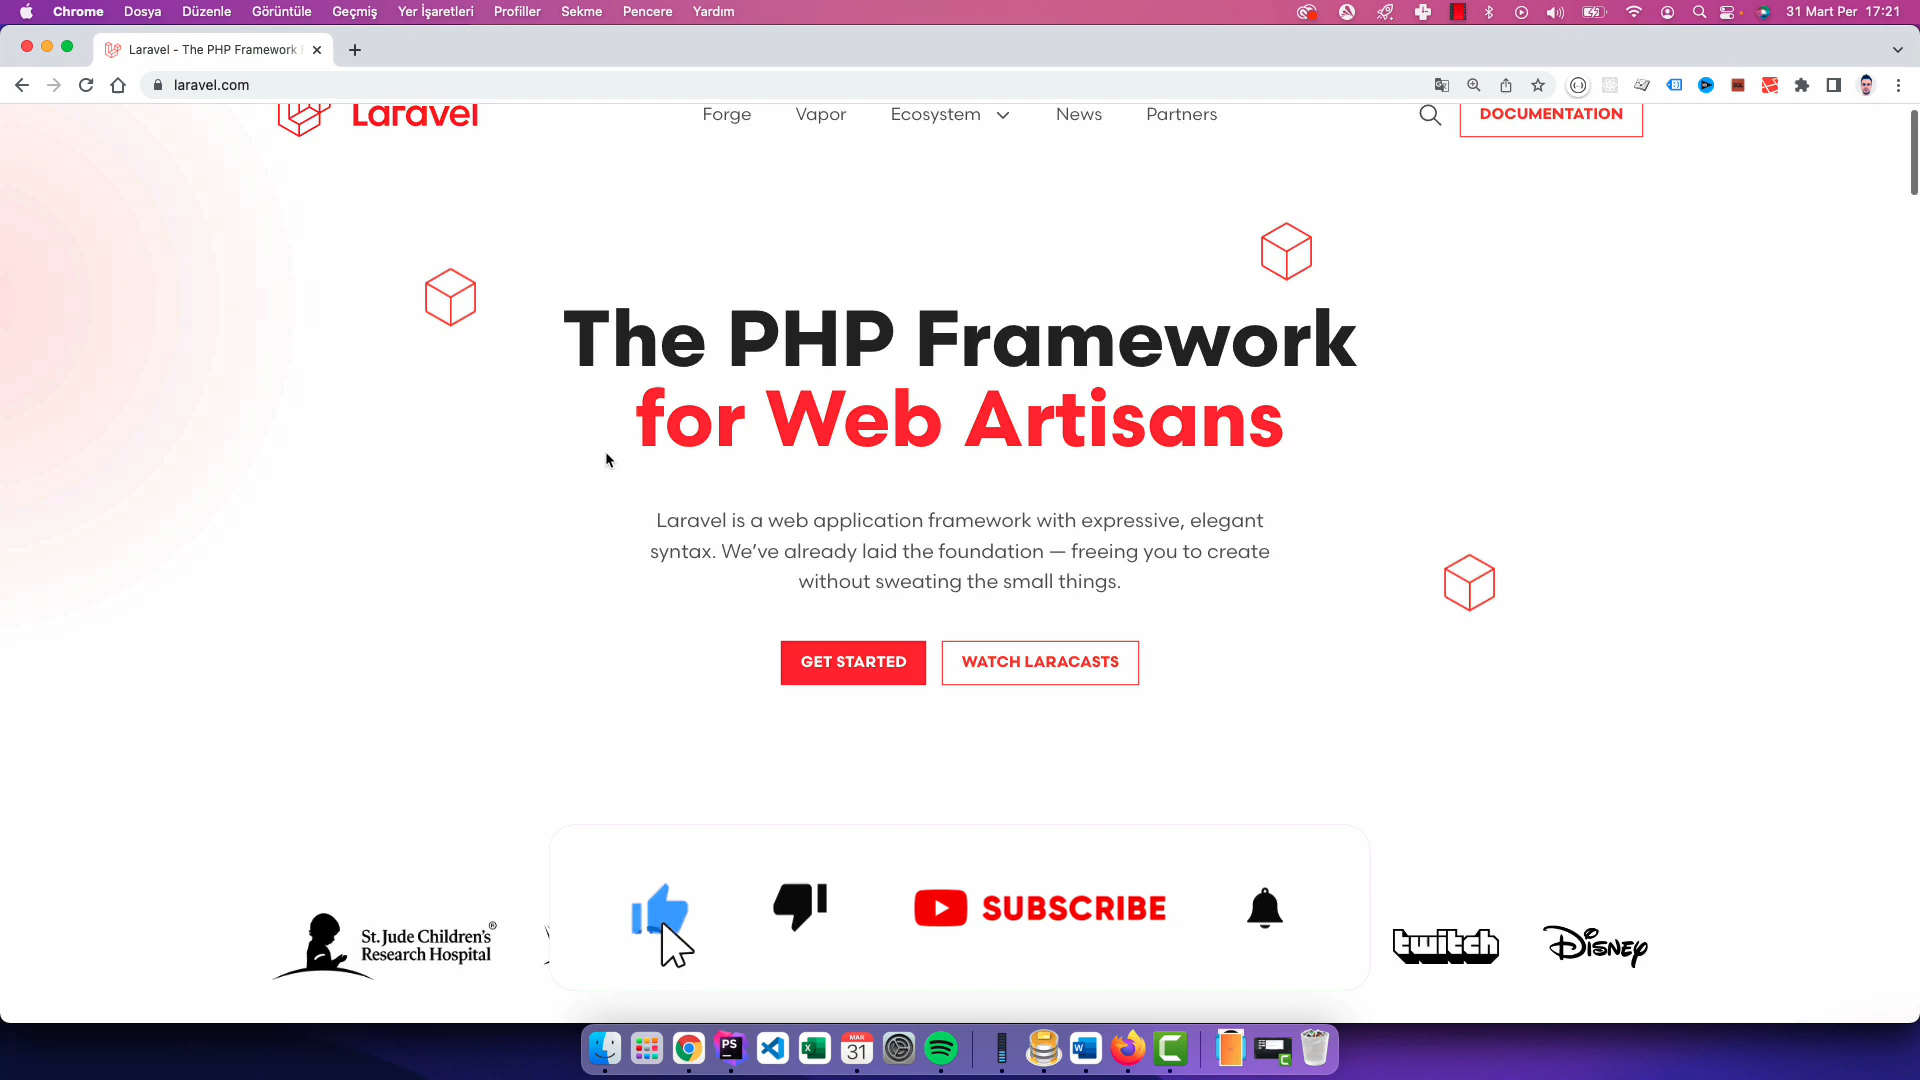 Chrome Dosya Düzenle Görüntüle Geçmiş Yer İşaretleri Profiller Sekme Pencere Yardım 31 Mart Per 17:21
Laravel - The PHP Framework
laravel.com
Laravel Forge Vapor Ecosystem News Partners DOCUMENTATION
The PHP Framework
for Web Artisans
Laravel is a web application framework with expressive, elegant
syntax. We've already laid the foundation — freeing you to create
without sweating the small things.
GET STARTED WATCH LARACASTS
SUBSCRIBE
St. Jude Children's®
Research Hospital
twitch
Disney
PS
MAR
31